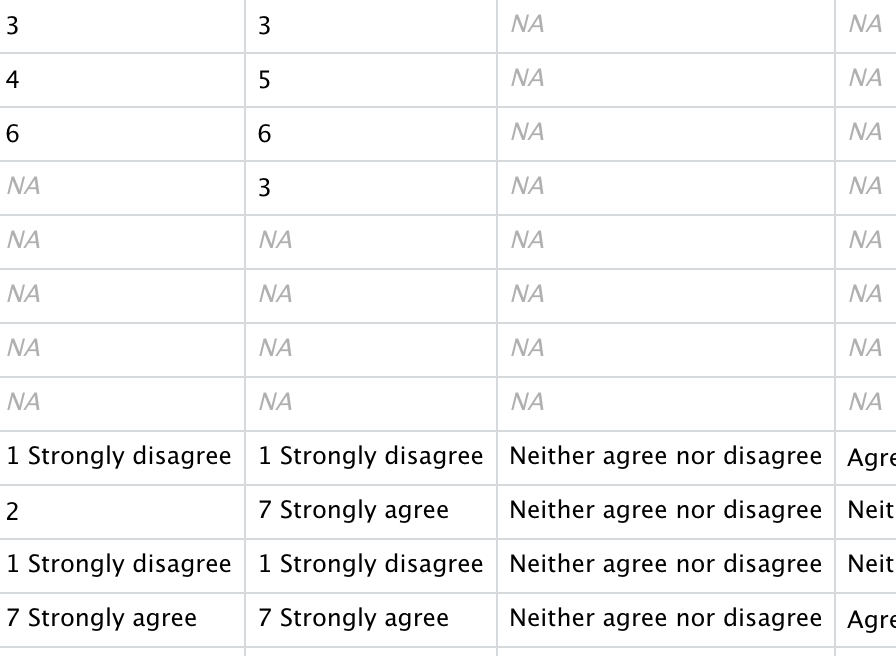 3 3 NA NA
4 5 NA NA
6 6 NA NA
NA 3 NA NA
NA NA NA NA
NA NA NA NA
NA NA NA NA
NA NA NA NA
1 Strongly disagree 1 Strongly disagree Neither agree nor disagree Agre
2 7 Strongly agree Neither agree nor disagree Neit
1 Strongly disagree 1 Strongly disagree Neither agree nor disagree Neit
7 Strongly agree 7 Strongly agree Neither agree nor disagree Agre